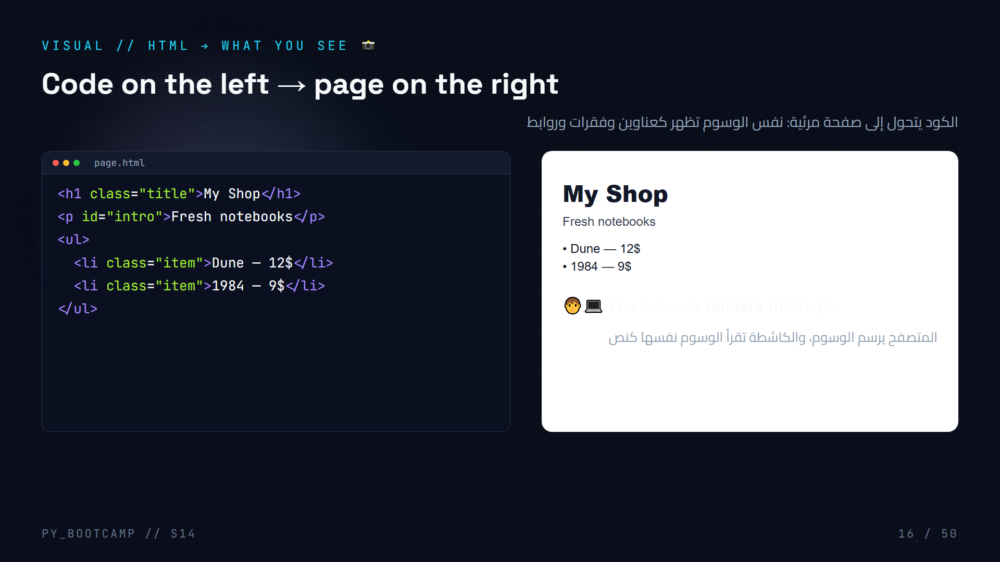 VISUAL // HTML → WHAT YOU SEE 📸
Code on the left → page on the right
الكود يتحول إلى صفحة مرئية: نفس الوسوم تظهر كعناوين وفقرات وروابط
page.html
<h1 class="title">My Shop</h1>
<p id="intro">Fresh notebooks</p>
<ul>
  <li class="item">Dune — 12$</li>
  <li class="item">1984 — 9$</li>
</ul>
My Shop
Fresh notebooks
• Dune — 12$
• 1984 — 9$
The browser renders the tags.
المتصفح يرسم الوسوم، والكاشطة تقرأ الوسوم نفسها كنص
PY_BOOTCAMP // S14
16 / 50